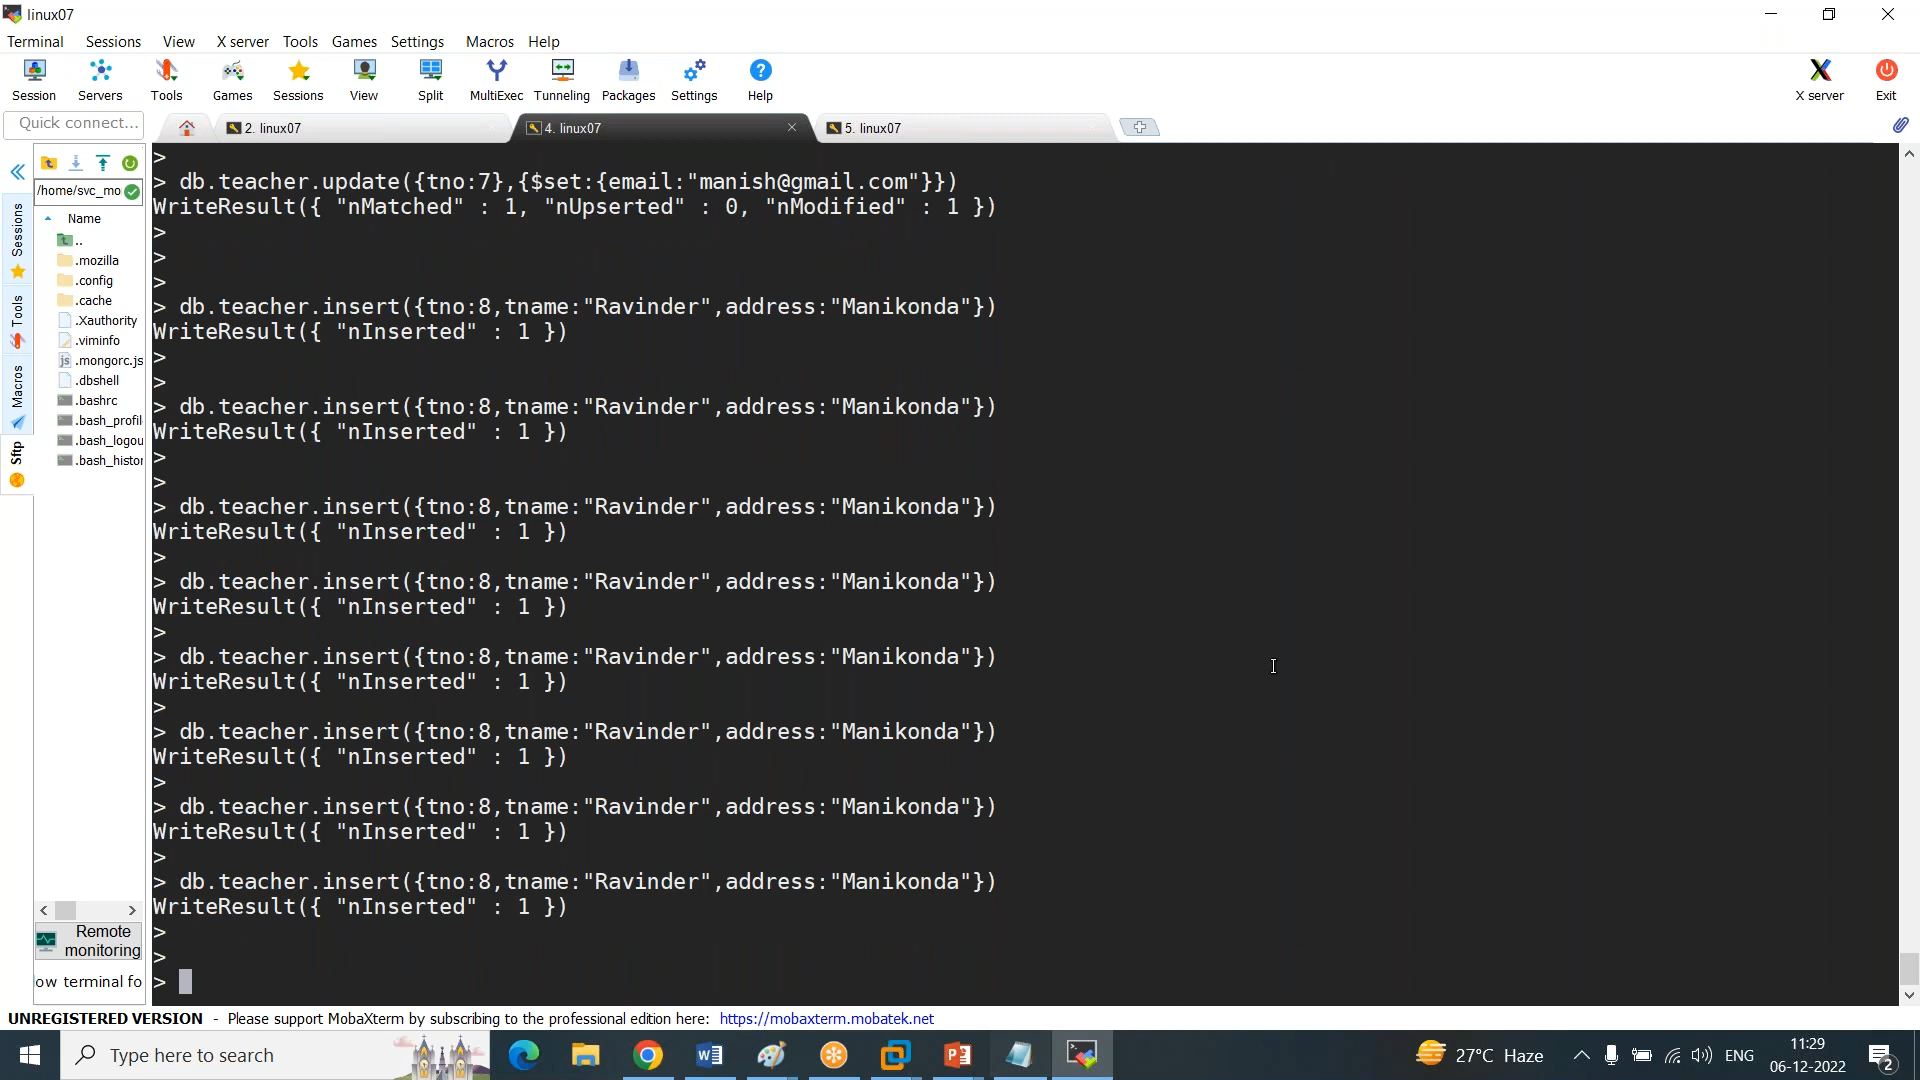 linux07
Terminal Sessions View X server Tools Games Settings Macros Help
Session Servers Tools Games Sessions View Split MultiExec Tunneling Packages Settings Help X server Exit
Quick connect...
2. linux07
4. linux07
5. linux07
/home/svc_mo
Name
..
.mozilla
.config
.cache
.Xauthority
.viminfo
.mongorc.js
.dbshell
.bashrc
.bash_profil
.bash_logou
.bash_histor
Sessions
Tools
Macros
Sftp
Remote
monitoring
ow terminal fo
>
> db.teacher.update({tno:7},{$set:{email:"manish@gmail.com"}})
WriteResult({ "nMatched" : 1, "nUpserted" : 0, "nModified" : 1 })
>
>
>
> db.teacher.insert({tno:8,tname:"Ravinder",address:"Manikonda"})
WriteResult({ "nInserted" : 1 })
>
>
> db.teacher.insert({tno:8,tname:"Ravinder",address:"Manikonda"})
WriteResult({ "nInserted" : 1 })
>
>
> db.teacher.insert({tno:8,tname:"Ravinder",address:"Manikonda"})
WriteResult({ "nInserted" : 1 })
>
> db.teacher.insert({tno:8,tname:"Ravinder",address:"Manikonda"})
WriteResult({ "nInserted" : 1 })
>
> db.teacher.insert({tno:8,tname:"Ravinder",address:"Manikonda"})
WriteResult({ "nInserted" : 1 })
>
> db.teacher.insert({tno:8,tname:"Ravinder",address:"Manikonda"})
WriteResult({ "nInserted" : 1 })
>
> db.teacher.insert({tno:8,tname:"Ravinder",address:"Manikonda"})
WriteResult({ "nInserted" : 1 })
>
> db.teacher.insert({tno:8,tname:"Ravinder",address:"Manikonda"})
WriteResult({ "nInserted" : 1 })
>
>
>
UNREGISTERED VERSION - Please support MobaXterm by subscribing to the professional edition here: https://mobaxterm.mobatek.net
Type here to search
27°C Haze
ENG
11:29
06-12-2022
2